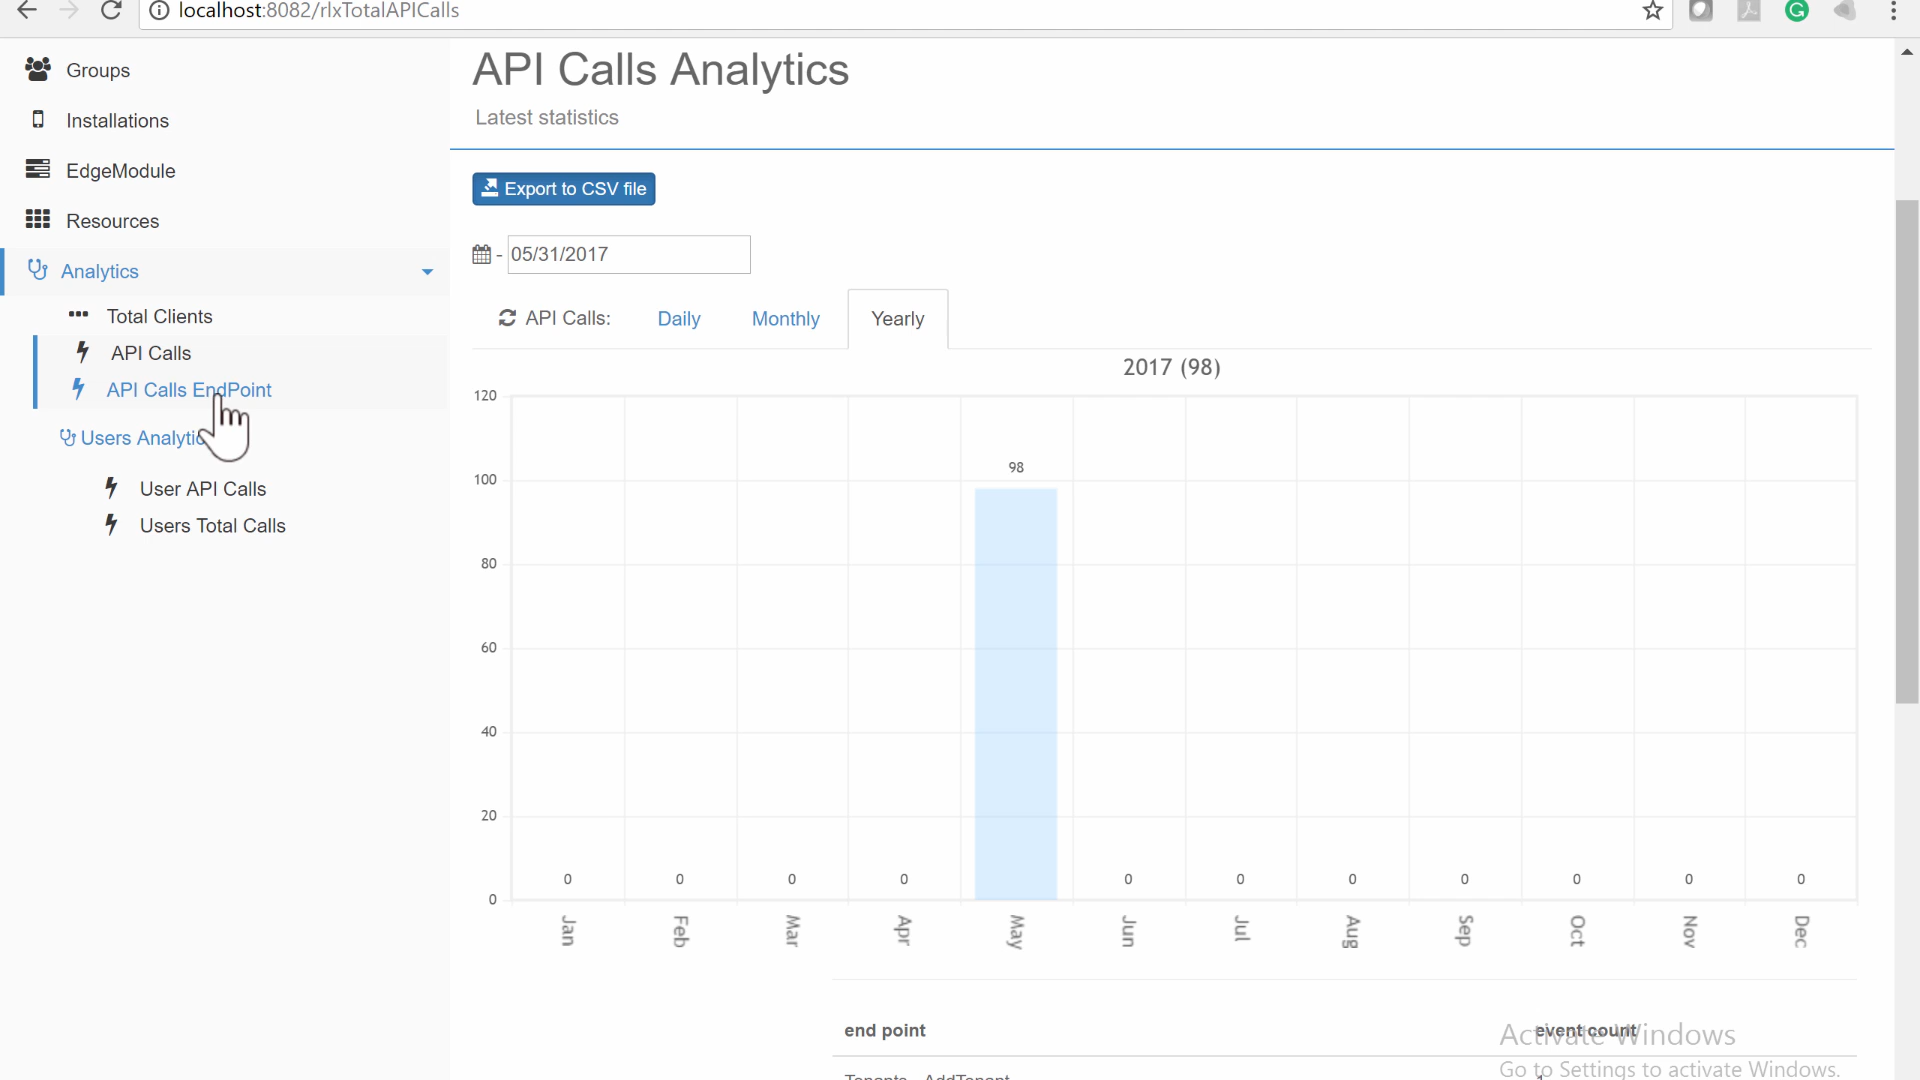 localhost:8082/rlxTotalAPICalls
Groups
Installations
EdgeModule
Resources
Analytics
Total Clients
API Calls
API Calls EndPoint
Users
User API Calls
Users Total Calls
API Calls Analytics
Latest statistics
Export to CSV file
- 05/31/2017
API Calls: Daily Monthly Yearly
2017 (98)
120
100
80
60
40
20
0
98
0 0 0 0 0 0 0 0 0 0 0
Jan Feb Mar Apr May Jun Jul Aug Sep Oct Nov Dec
end point event count
Activate Windows
Go to Settings to activate Windows.